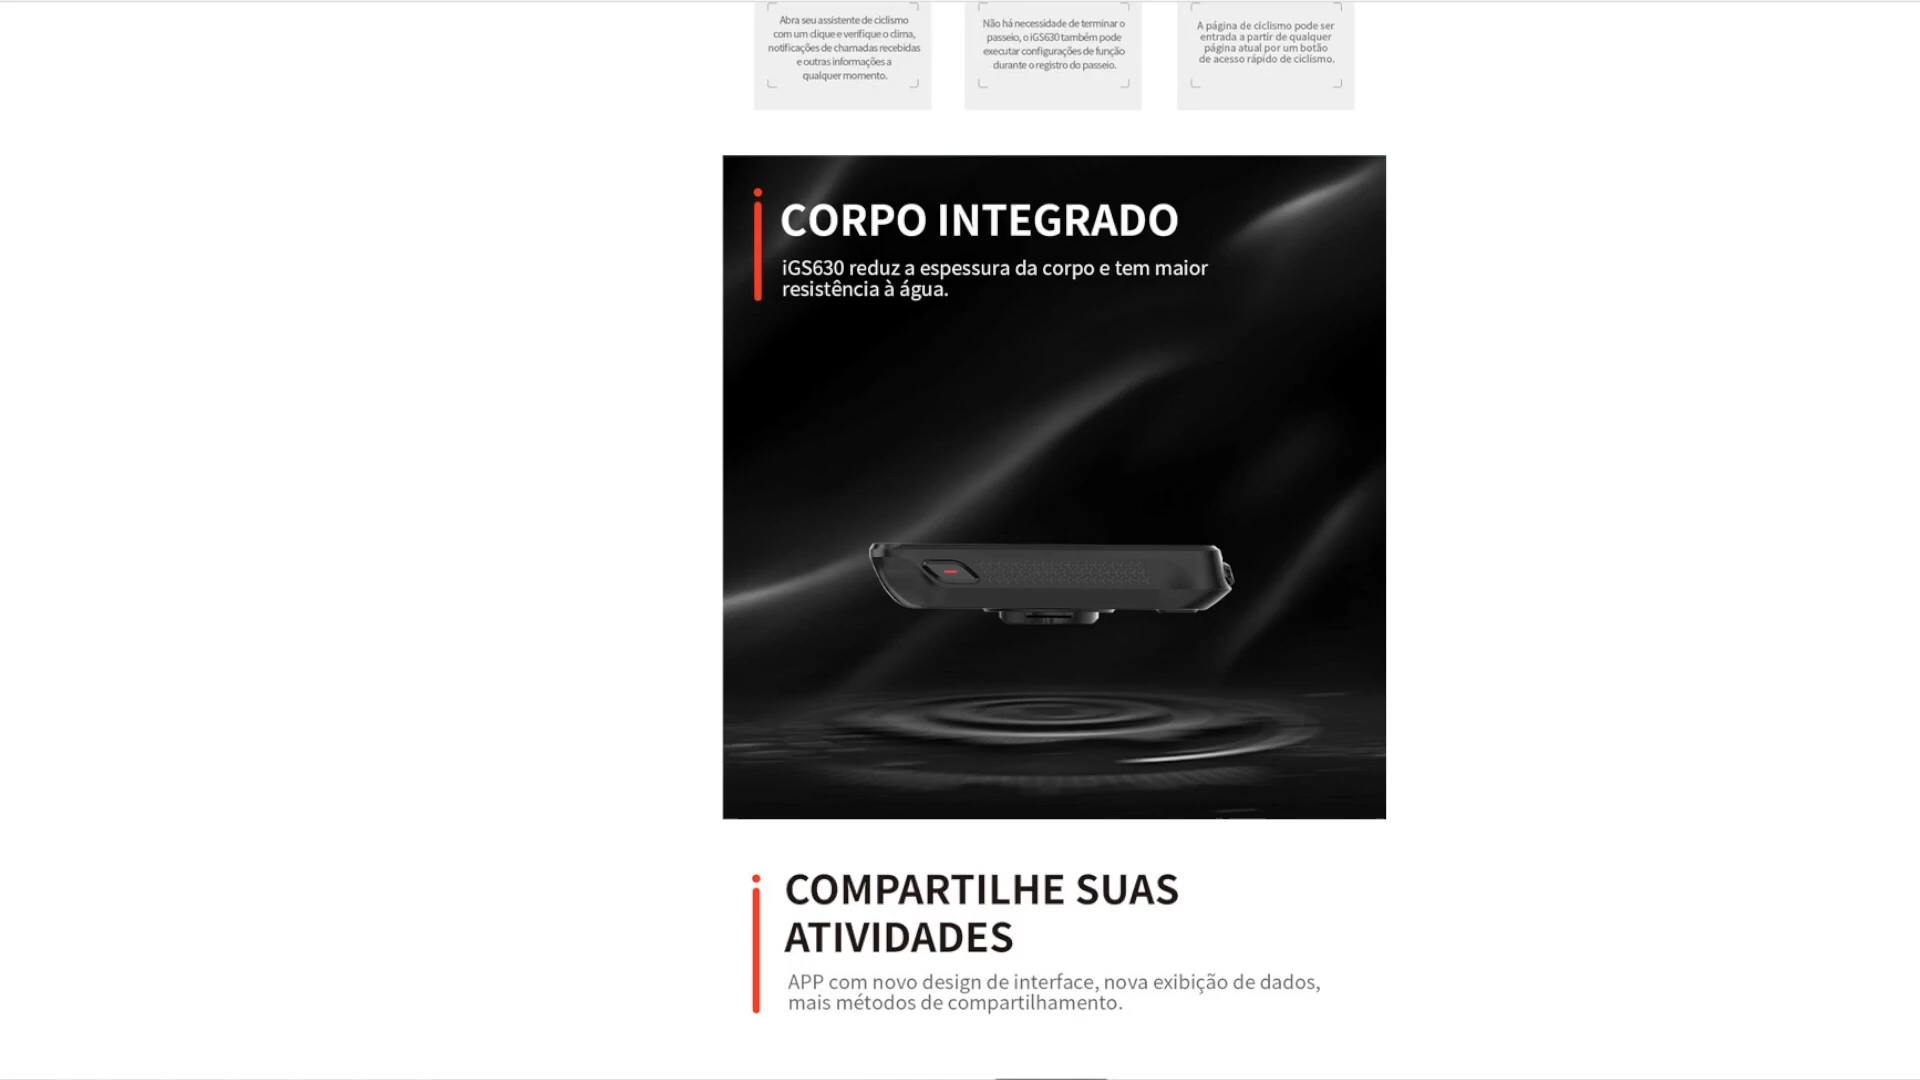 Abra seu assistente de ciclismo
com um clique e verifique o clima,
notificações de chamadas recebidas
e outras informações a
qualquer momento.
Não há necessidade de terminar o
passeio, o iGS630 também pode
executar configurações de função
durante o registro do passeio.
A página de ciclismo pode ser
entrada a partir de qualquer
página atual por um botão
de acesso rápido de ciclismo.
CORPO INTEGRADO
iGS630 reduz a espessura da corpo e tem maior
resistência à água.
COMPARTILHE SUAS
ATIVIDADES
APP com novo design de interface, nova exibição de dados,
mais métodos de compartilhamento.